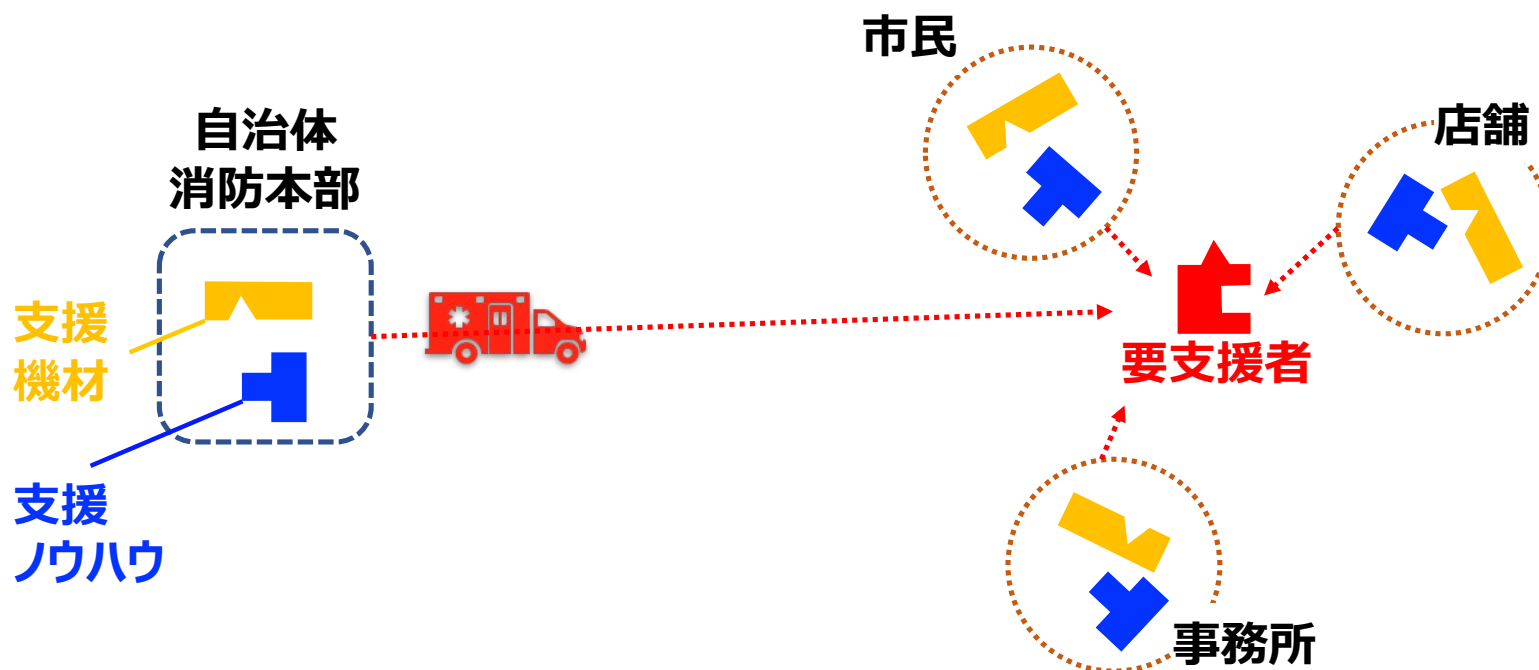 市民
店舗
自治体
消防本部
支援
機材
要支援者
支援
ノウハウ
事務所